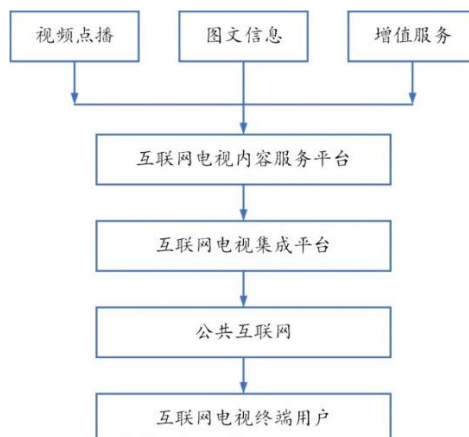 视频点播
图文信息
增值服务
互联网电视内容服务平台
互联网电视集成平台
公共互联网
互联网电视终端用户